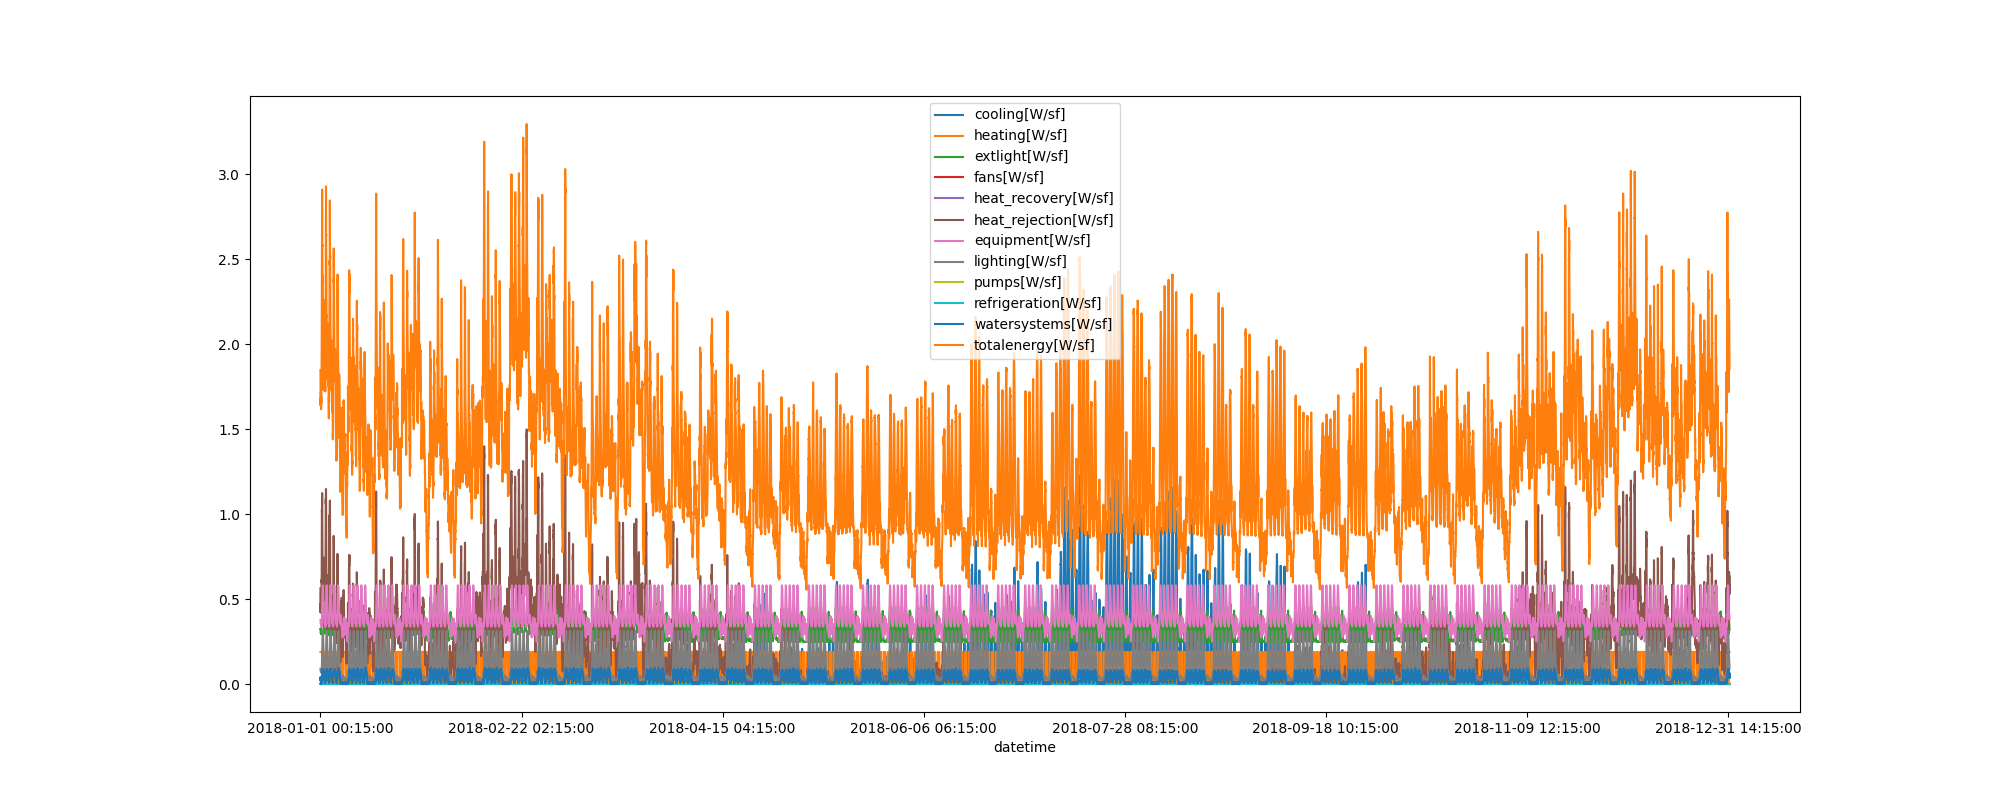 cooling[W/sf]
heating[W/sf]
extlight[W/sf]
fans[W/sf]
heat_recovery[W/sf]
heat_rejection[W/sf]
equipment[W/sf]
lighting[W/sf]
pumps[W/sf]
refrigeration[W/sf]
watersystems[W/sf]
totalenergy[W/sf]
3.0
2.5
2.0
1.5
1.0
0.5
0.0
2018-01-01 00:15:00 2018-02-22 02:15:00 2018-04-15 04:15:00 2018-06-06 06:15:00 2018-07-28 08:15:00 2018-09-18 10:15:00 2018-11-09 12:15:00 2018-12-31 14:15:00
datetime